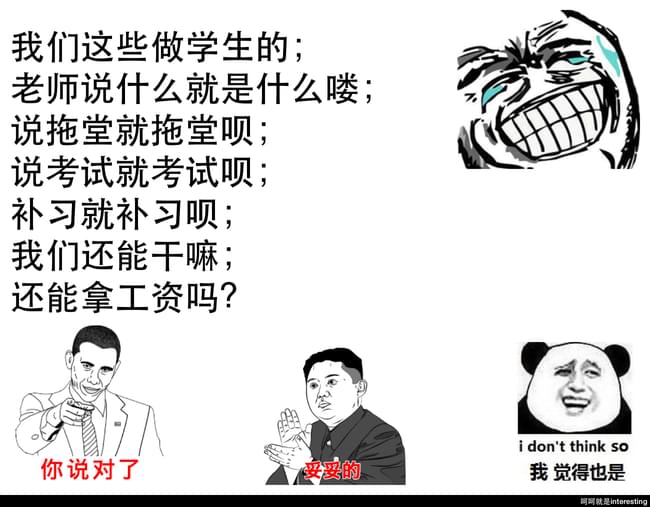 我们这些做学生的；
老师说什么就是什么喽；
说拖堂就拖堂呗；
说考试就考试呗；
补习就补习呗；
我们还能干嘛；
还能拿工资吗？
你说对了
妥妥的
i don't think so
我 觉得也是
呵呵就是interesting